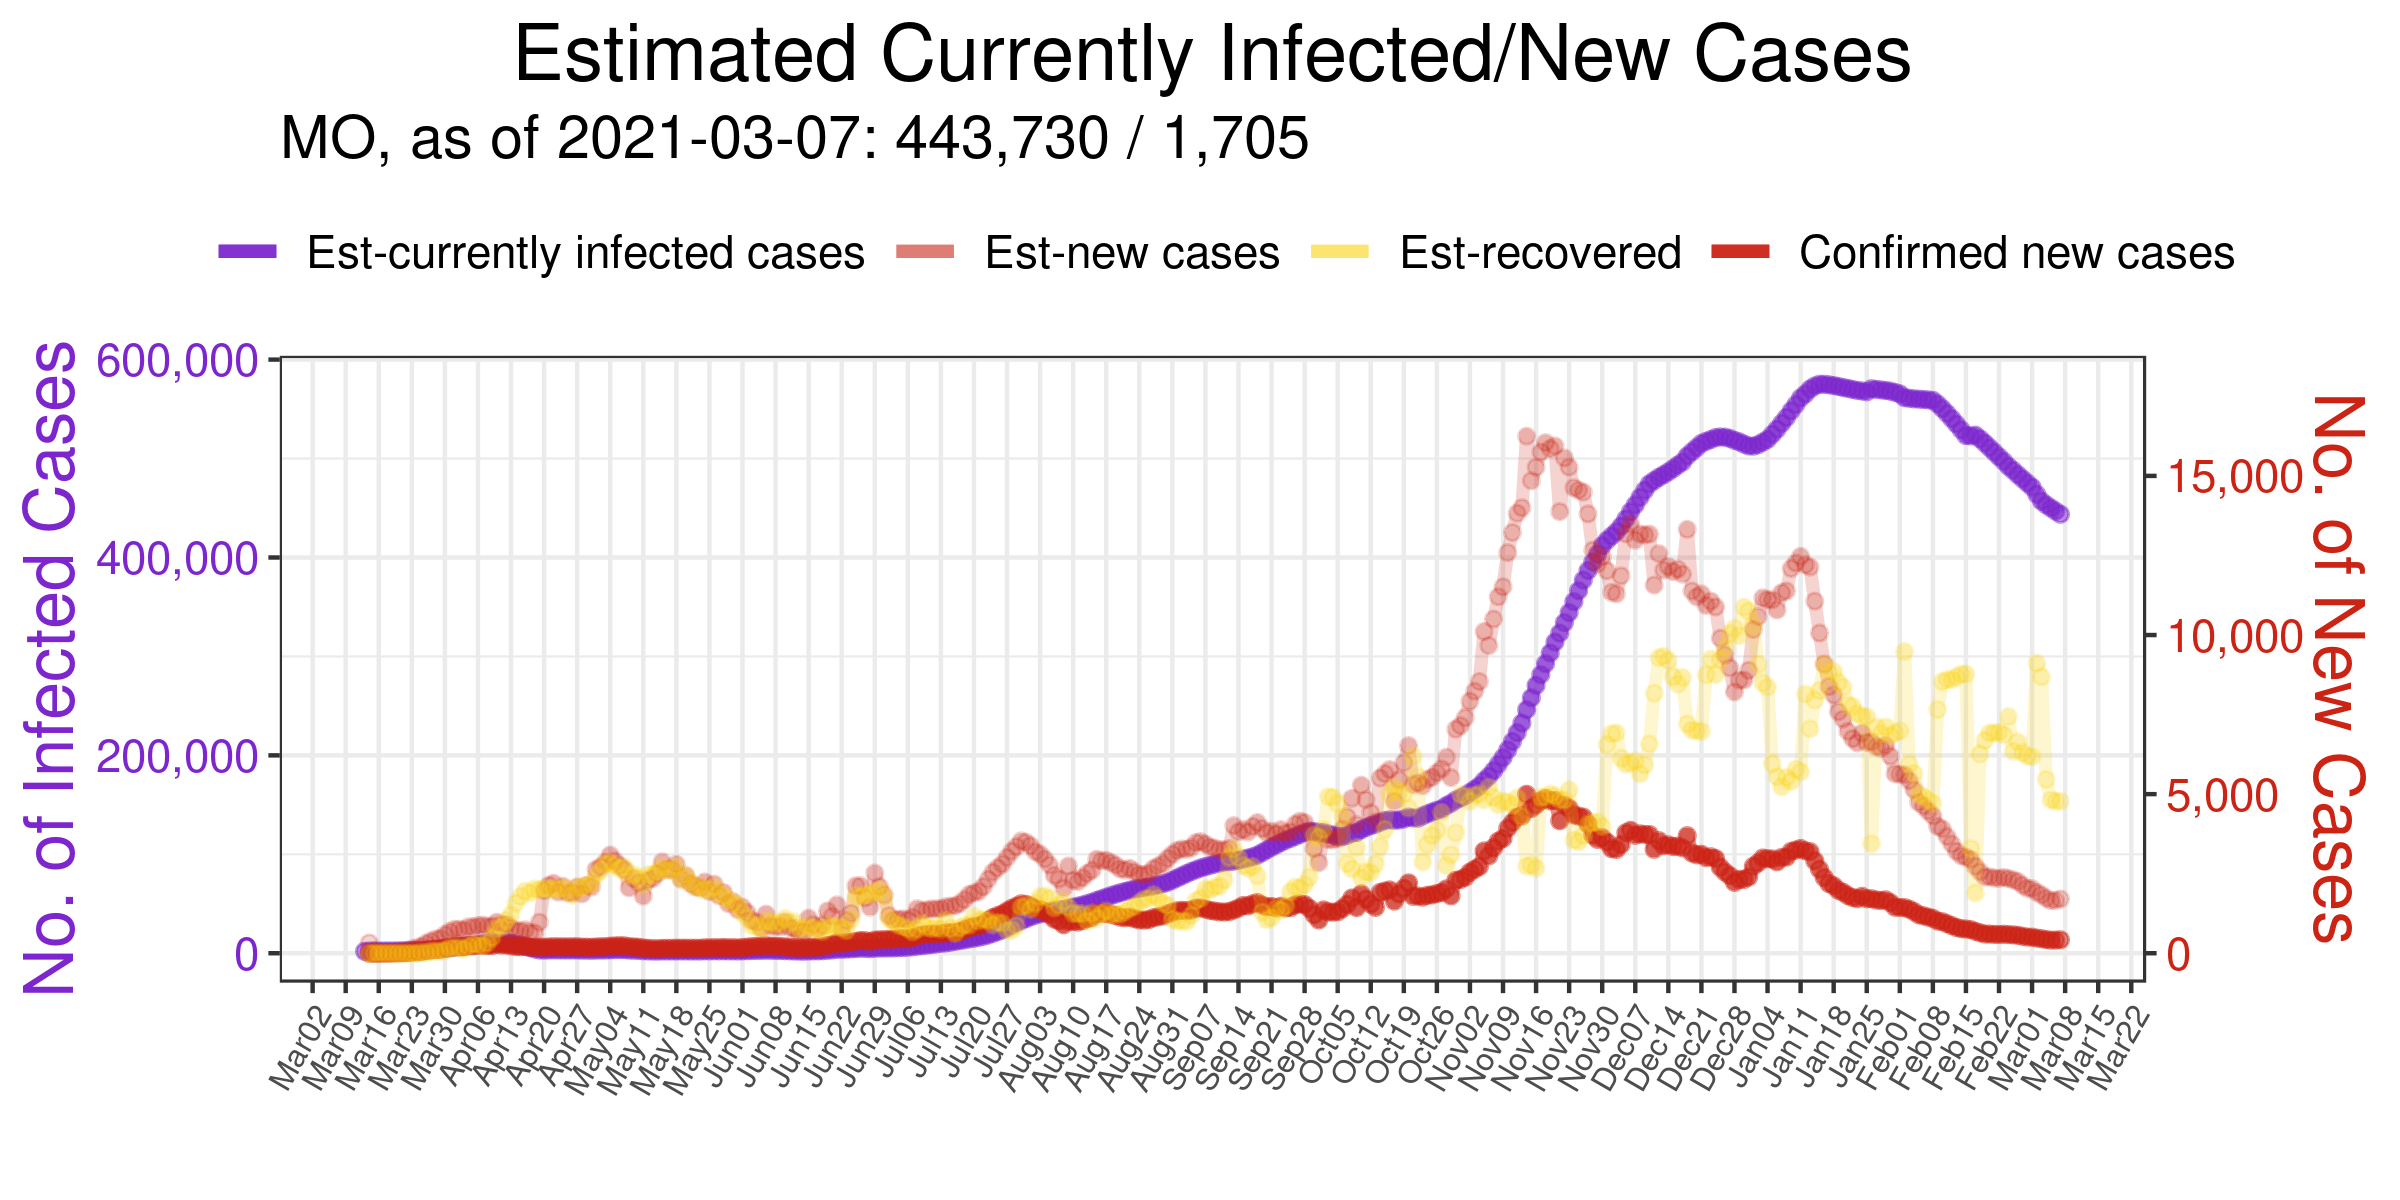 Estimated Currently Infected/New Cases
MO, as of 2021-03-07: 443,730 / 1,705
Est-currently infected cases Est-new cases Est-recovered Confirmed new cases
No. of Infected Cases
600,000
400,000
200,000
0
15,000
10,000
5,000
0
No. of New Cases
Mar02 Mar09 Mar16 Mar23 Mar30 Apr06 Apr13 Apr20 Apr27 May04 May11 May18 May25 Jun01 Jun08 Jun15 Jun22 Jun29 Jul06 Jul13 Jul20 Jul27 Aug03 Aug10 Aug17 Aug24 Aug31 Sep07 Sep14 Sep21 Sep28 Oct05 Oct12 Oct19 Oct26 Nov02 Nov09 Nov16 Nov23 Nov30 Dec07 Dec14 Dec21 Dec28 Jan04 Jan11 Jan18 Jan25 Feb01 Feb08 Feb15 Feb22 Mar01 Mar08 Mar15 Mar22